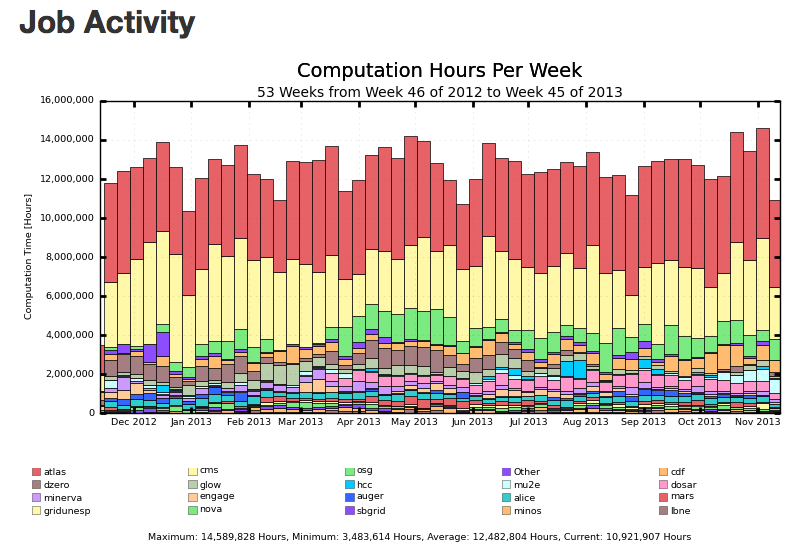 Job Activity
Computation Hours Per Week
53 Weeks from Week 46 of 2012 to Week 45 of 2013
16,000,000
14,000,000
12,000,000
10,000,000
8,000,000
6,000,000
4,000,000
2,000,000
0
Computation Time [Hours]
Dec 2012 Jan 2013 Feb 2013 Mar 2013 Apr 2013 May 2013 Jun 2013 Jul 2013 Aug 2013 Sep 2013 Oct 2013 Nov 2013
atlas cms osg Other cdf
dzero glow hcc mu2e dosar
minerva engage auger alice mars
gridunesp nova sbgrid minos lbne
Maximum: 14,589,828 Hours, Minimum: 3,483,614 Hours, Average: 12,482,804 Hours, Current: 10,921,907 Hours